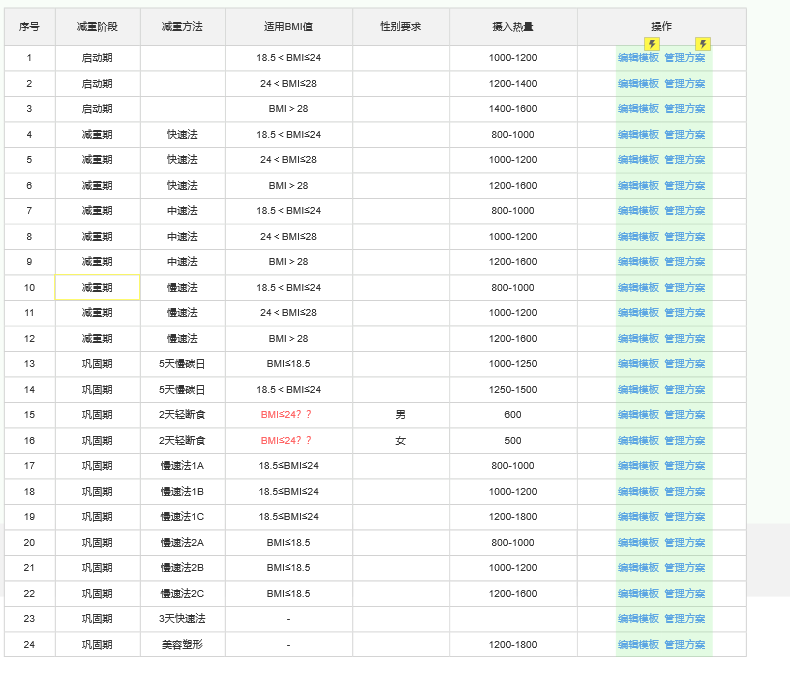 序号 减重阶段 减重方法 适用BMI值 性别要求 摄入热量 操作
1 启动期 18.5＜BMI≤24 1000-1200 编辑模板 管理方案
2 启动期 24＜BMI≤28 1200-1400 编辑模板 管理方案
3 启动期 BMI＞28 1400-1600 编辑模板 管理方案
4 减重期 快速法 18.5＜BMI≤24 800-1000 编辑模板 管理方案
5 减重期 快速法 24＜BMI≤28 1000-1200 编辑模板 管理方案
6 减重期 快速法 BMI＞28 1200-1600 编辑模板 管理方案
7 减重期 中速法 18.5＜BMI≤24 800-1000 编辑模板 管理方案
8 减重期 中速法 24＜BMI≤28 1000-1200 编辑模板 管理方案
9 减重期 中速法 BMI＞28 1200-1600 编辑模板 管理方案
10 减重期 慢速法 18.5＜BMI≤24 800-1000 编辑模板 管理方案
11 减重期 慢速法 24＜BMI≤28 1000-1200 编辑模板 管理方案
12 减重期 慢速法 BMI＞28 1200-1600 编辑模板 管理方案
13 巩固期 5天慢碳日 BMI≤18.5 1000-1250 编辑模板 管理方案
14 巩固期 5天慢碳日 18.5＜BMI≤24 1250-1500 编辑模板 管理方案
15 巩固期 2天轻断食 BMI≤24？？ 男 600 编辑模板 管理方案
16 巩固期 2天轻断食 BMI≤24？？ 女 500 编辑模板 管理方案
17 巩固期 慢速法1A 18.5≤BMI≤24 800-1000 编辑模板 管理方案
18 巩固期 慢速法1B 18.5≤BMI≤24 1000-1200 编辑模板 管理方案
19 巩固期 慢速法1C 18.5≤BMI≤24 1200-1800 编辑模板 管理方案
20 巩固期 慢速法2A BMI≤18.5 800-1000 编辑模板 管理方案
21 巩固期 慢速法2B BMI≤18.5 1000-1200 编辑模板 管理方案
22 巩固期 慢速法2C BMI≤18.5 1200-1600 编辑模板 管理方案
23 巩固期 3天快速法 - 编辑模板 管理方案
24 巩固期 美容塑形 - 1200-1800 编辑模板 管理方案